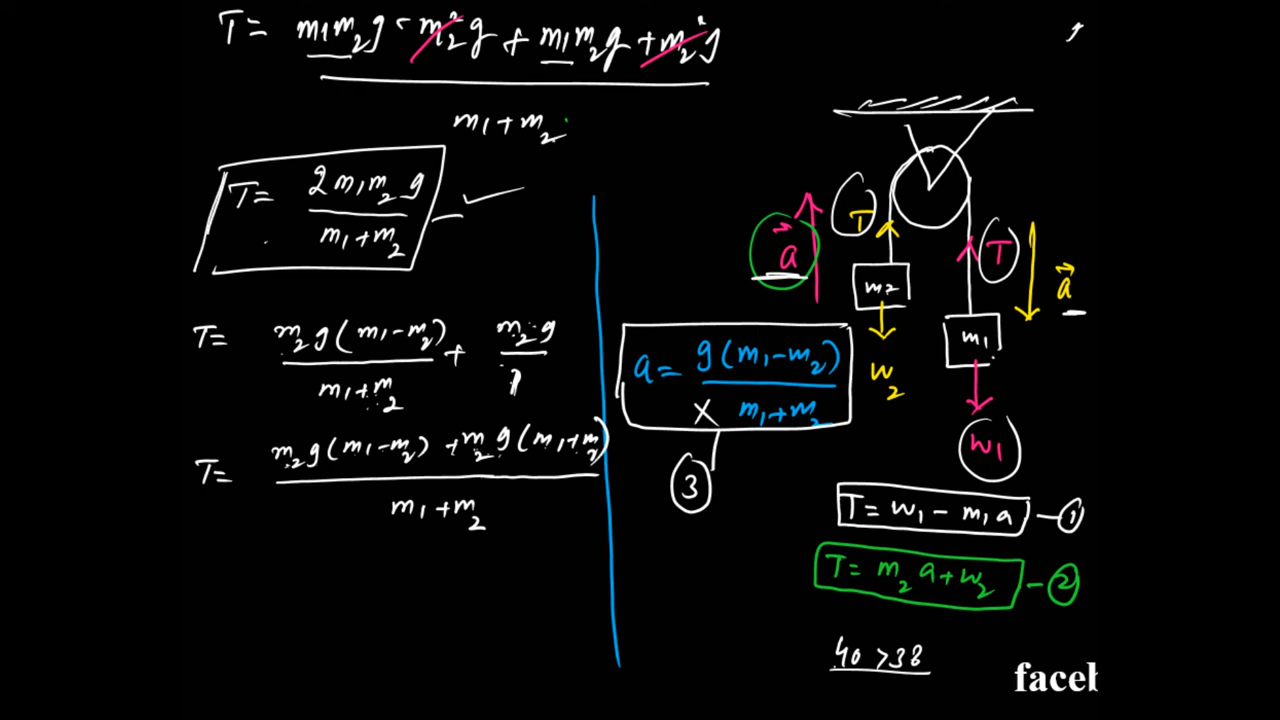 T = m₁m₂g - m₂²g + m₁m₂g + m₂²g
m₁ + m₂
T = 2m₁m₂g
m₁ + m₂
T = m₂g(m₁ - m₂) + m₂g
m₁ + m₂ 1
T = m₂g(m₁ - m₂) + m₂g(m₁ + m₂)
m₁ + m₂
a = g(m₁ - m₂)
m₁ + m₂
3
a
T
T
a
m₂
m₁
w₂
w₁
T = w₁ - m₁a - 1
T = m₂a + w₂ - 2
40 > 38